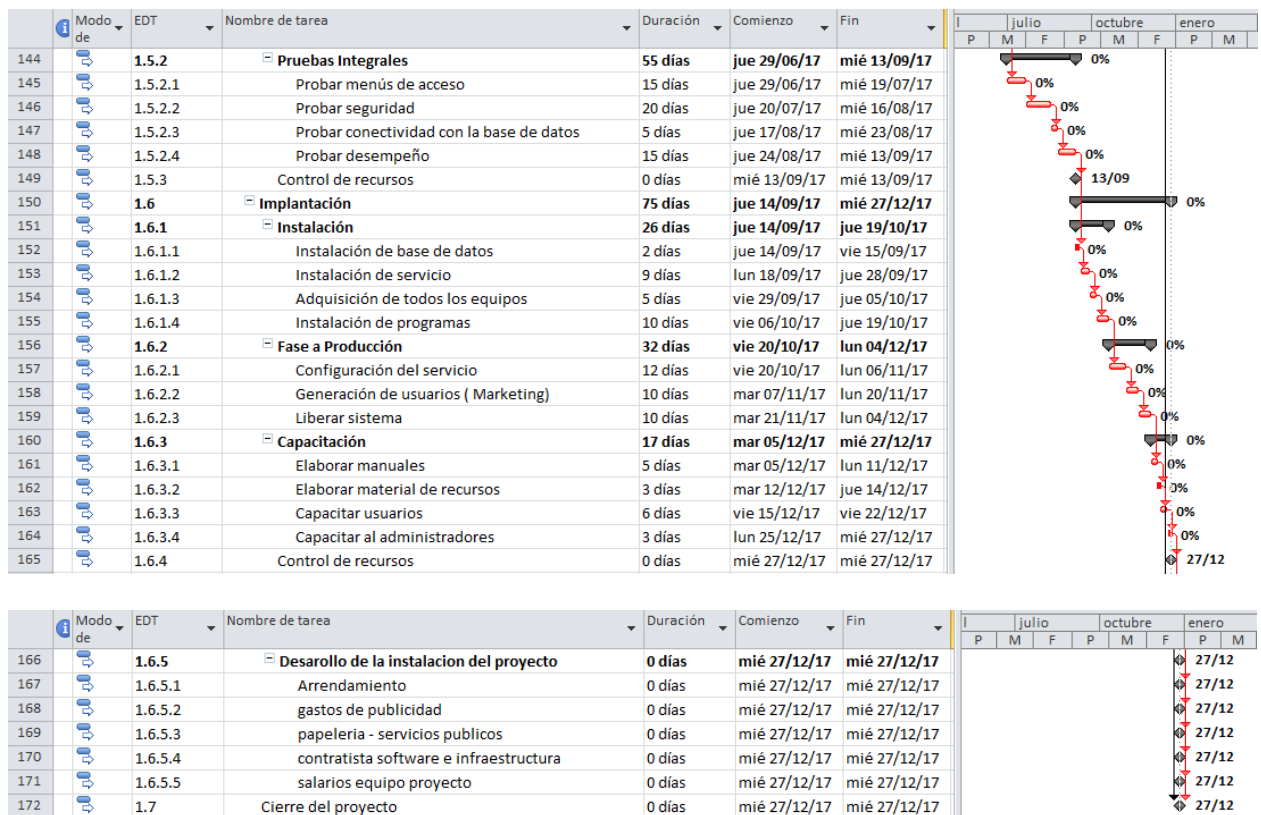 Modo de EDT Nombre de tarea Duración Comienzo Fin l julio octubre enero
P M F P M F P M
144 1.5.2 Pruebas Integrales 55 días jue 29/06/17 mié 13/09/17 0%
145 1.5.2.1 Probar menús de acceso 15 días jue 29/06/17 mié 19/07/17 0%
146 1.5.2.2 Probar seguridad 20 días jue 20/07/17 mié 16/08/17 0%
147 1.5.2.3 Probar conectividad con la base de datos 5 días jue 17/08/17 mié 23/08/17 0%
148 1.5.2.4 Probar desempeño 15 días jue 24/08/17 mié 13/09/17 0%
149 1.5.3 Control de recursos 0 días mié 13/09/17 mié 13/09/17 13/09
150 1.6 Implantación 75 días jue 14/09/17 mié 27/12/17 0%
151 1.6.1 Instalación 26 días jue 14/09/17 jue 19/10/17 0%
152 1.6.1.1 Instalación de base de datos 2 días jue 14/09/17 vie 15/09/17 0%
153 1.6.1.2 Instalación de servicio 9 días lun 18/09/17 jue 28/09/17 0%
154 1.6.1.3 Adquisición de todos los equipos 5 días vie 29/09/17 jue 05/10/17 0%
155 1.6.1.4 Instalación de programas 10 días vie 06/10/17 jue 19/10/17 0%
156 1.6.2 Fase a Producción 32 días vie 20/10/17 lun 04/12/17 0%
157 1.6.2.1 Configuración del servicio 12 días vie 20/10/17 lun 06/11/17 0%
158 1.6.2.2 Generación de usuarios ( Marketing) 10 días mar 07/11/17 lun 20/11/17 0%
159 1.6.2.3 Liberar sistema 10 días mar 21/11/17 lun 04/12/17 0%
160 1.6.3 Capacitación 17 días mar 05/12/17 mié 27/12/17 0%
161 1.6.3.1 Elaborar manuales 5 días mar 05/12/17 lun 11/12/17 0%
162 1.6.3.2 Elaborar material de recursos 3 días mar 12/12/17 jue 14/12/17 0%
163 1.6.3.3 Capacitar usuarios 6 días vie 15/12/17 vie 22/12/17 0%
164 1.6.3.4 Capacitar al administradores 3 días lun 25/12/17 mié 27/12/17 0%
165 1.6.4 Control de recursos 0 días mié 27/12/17 mié 27/12/17 27/12
Modo de EDT Nombre de tarea Duración Comienzo Fin l julio octubre enero
P M F P M F P M
166 1.6.5 Desarollo de la instalacion del proyecto 0 días mié 27/12/17 mié 27/12/17 27/12
167 1.6.5.1 Arrendamiento 0 días mié 27/12/17 mié 27/12/17 27/12
168 1.6.5.2 gastos de publicidad 0 días mié 27/12/17 mié 27/12/17 27/12
169 1.6.5.3 papeleria - servicios publicos 0 días mié 27/12/17 mié 27/12/17 27/12
170 1.6.5.4 contratista software e infraestructura 0 días mié 27/12/17 mié 27/12/17 27/12
171 1.6.5.5 salarios equipo proyecto 0 días mié 27/12/17 mié 27/12/17 27/12
172 1.7 Cierre del proyecto 0 días mié 27/12/17 mié 27/12/17 27/12